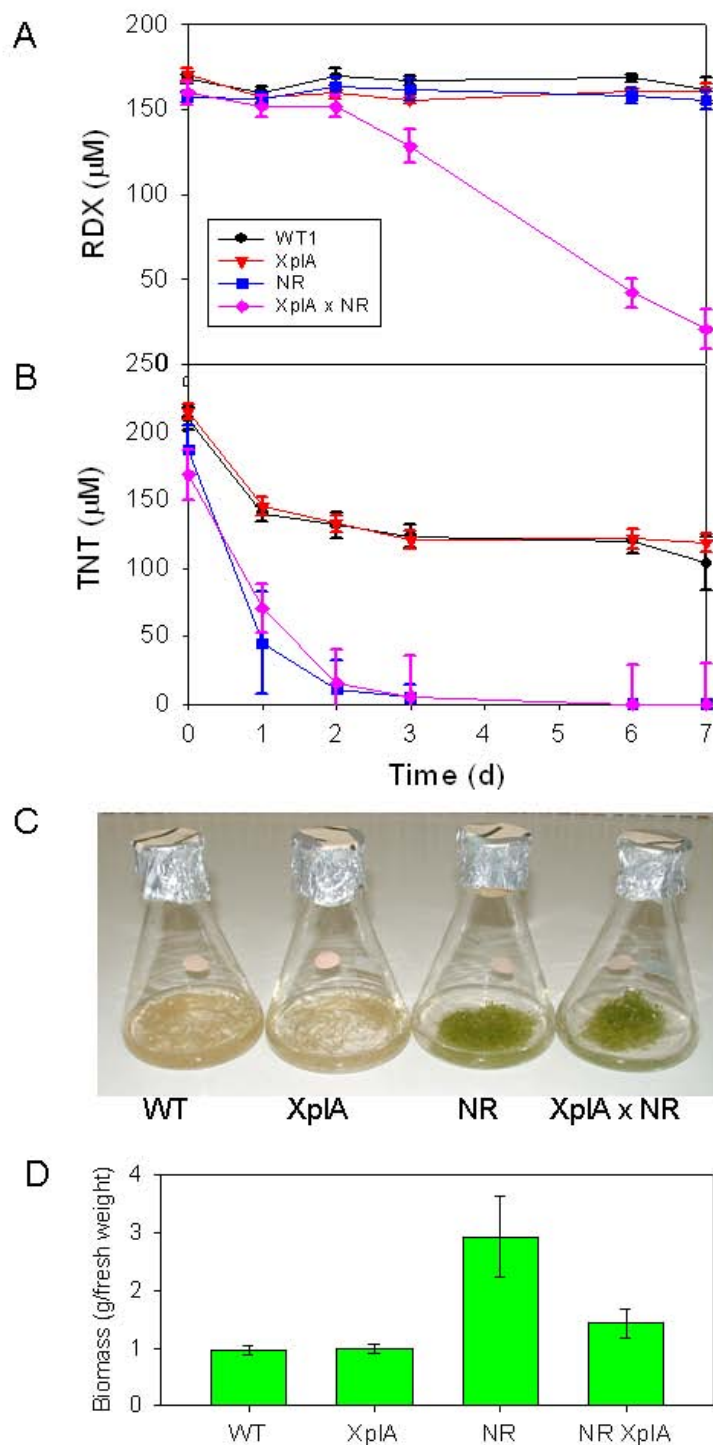 A
200
150
100
50
RDX (µM)
WT1
XplA
NR
XplA x NR
B
250
200
150
100
50
0
TNT (µM)
0 1 2 3 4 5 6 7
Time (d)
C
WT XplA NR XplA x NR
D
4
3
2
1
0
Biomass (g/fresh weight)
WT XplA NR NR XplA